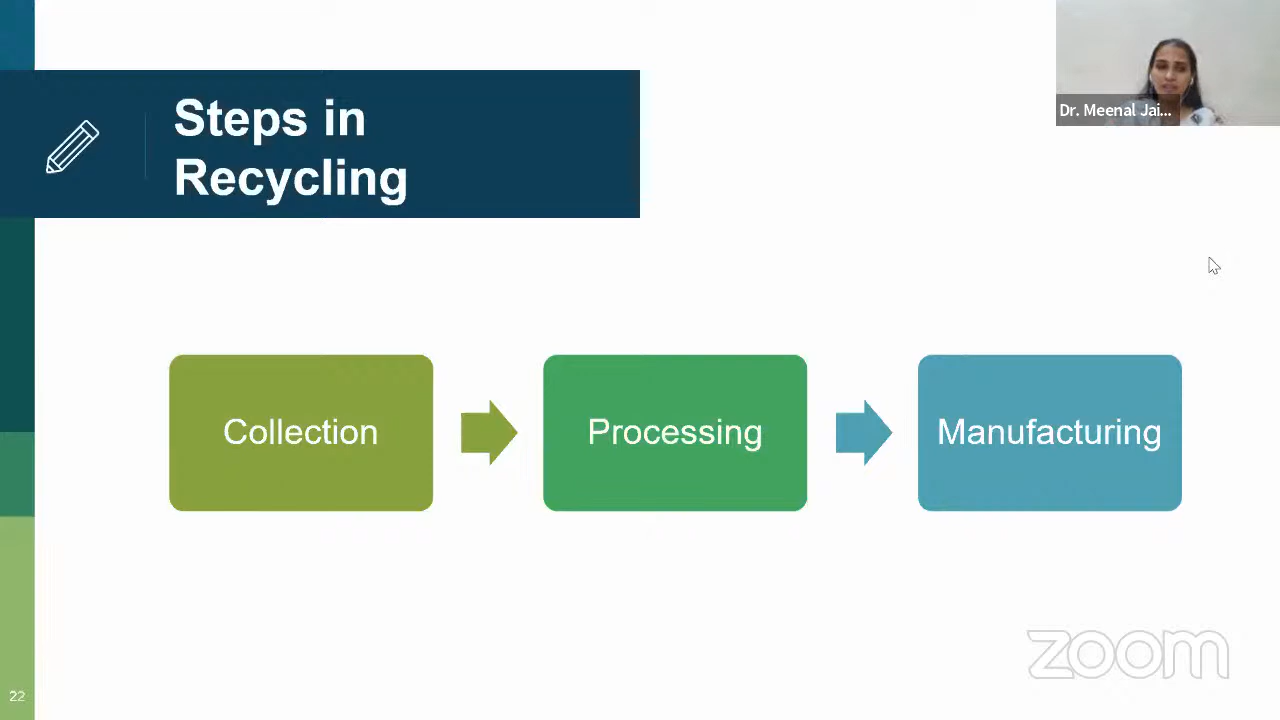 Dr. Meenal Jai...
Steps in
Recycling
Collection
Processing
Manufacturing
zoom
22